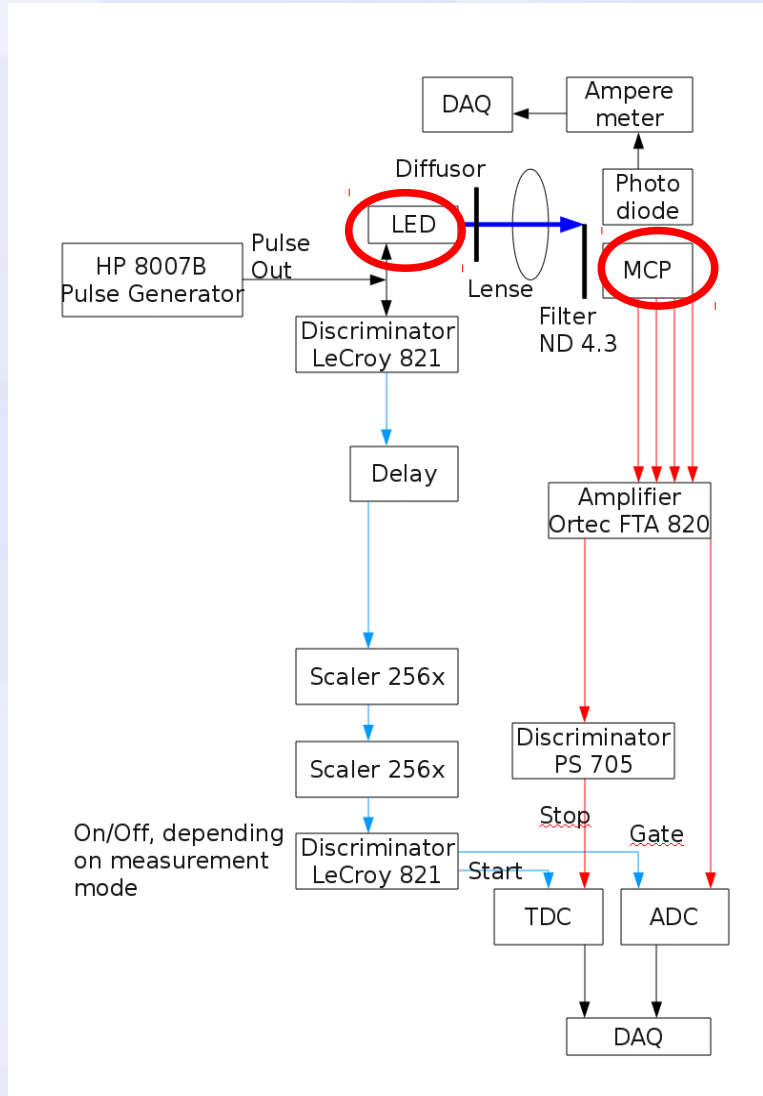 DAQ
Ampere
meter
Diffusor
Photo
diode
LED
Pulse
Out
HP 8007B
Pulse Generator
MCP
Lense
Filter
ND 4.3
Discriminator
LeCroy 821
Delay
Amplifier
Ortec FTA 820
Scaler 256x
Discriminator
PS 705
Scaler 256x
Stop
Gate
On/Off, depending
on measurement
mode
Discriminator
LeCroy 821
Start
TDC
ADC
DAQ